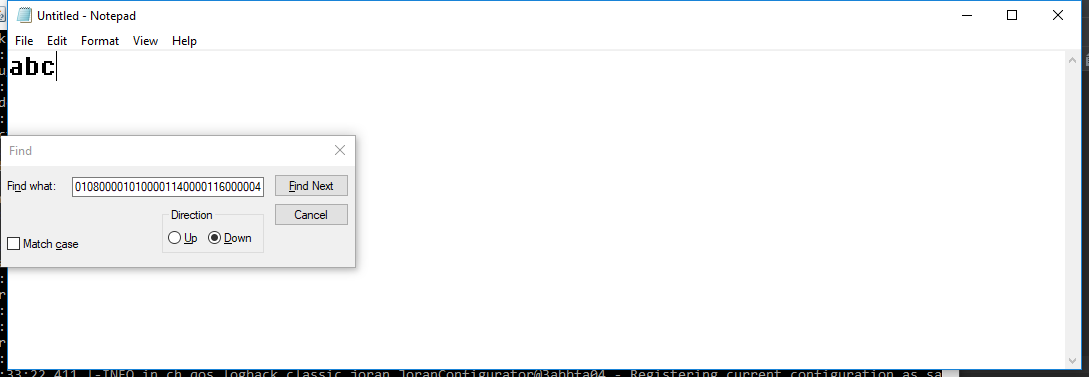 Untitled - Notepad
File Edit Format View Help
abc
Find
Find what: 0108000010100001140000116000004 Find Next
Direction
Cancel
Up Down
Match case
:33:22,411 |-INFO in ch.qos.logback.classic.joran.JoranConfigurator@3abbfa04 - Registering current configuration as sa